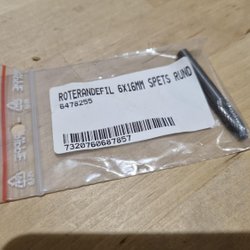 ROTERANDEFIL 6X16MM SPETS RUND
6478255
7320760687857